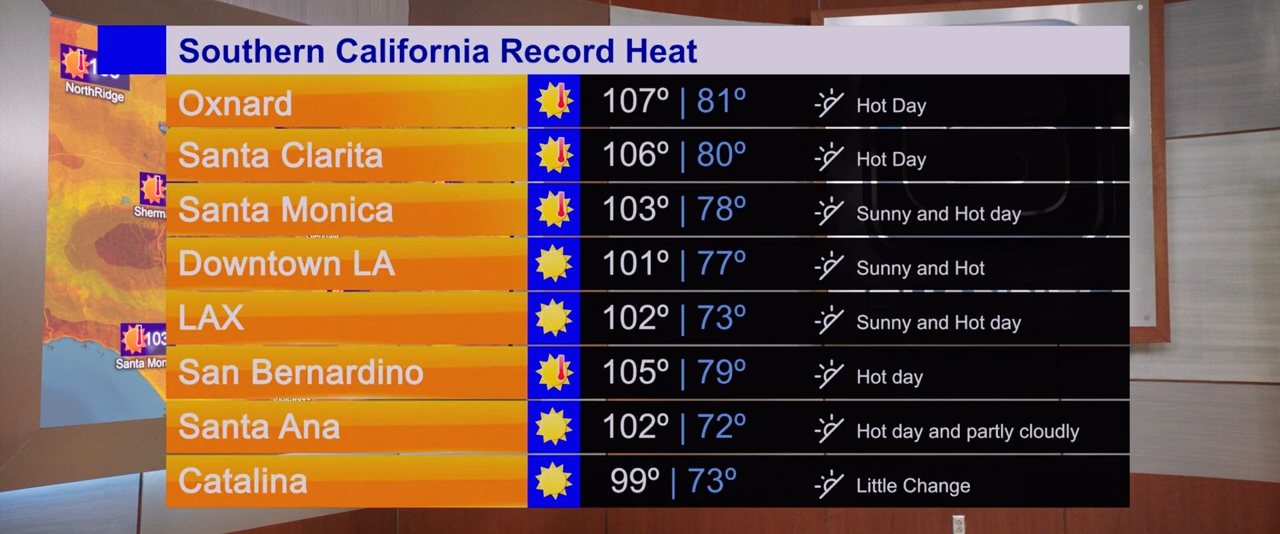 Southern California Record Heat
NorthRidge
Oxnard 107º | 81º Hot Day
Santa Clarita 106º | 80º Hot Day
Santa Monica 103º | 78º Sunny and Hot day
Downtown LA 101º | 77º Sunny and Hot
LAX 102º | 73º Sunny and Hot day
103
San Bernardino 105º | 79º Hot day
Santa Ana 102º | 72º Hot day and partly cloudly
Catalina 99º | 73º Little Change